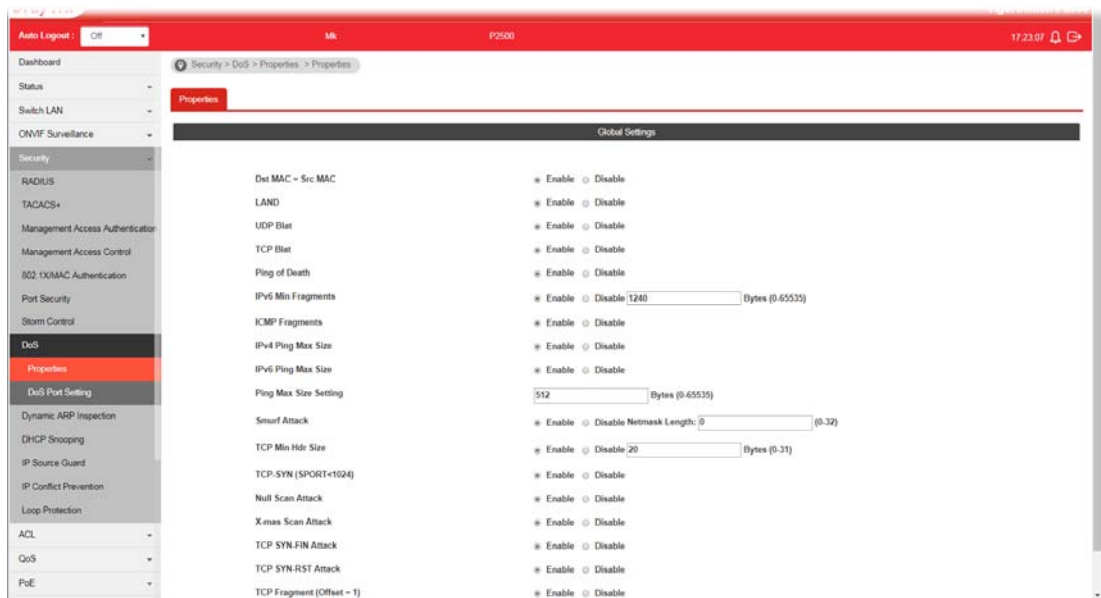 Auto Logout : Off Mk P2500 17:23:07
Dashboard
Status
Switch LAN
ONVIF Surveillance
Security
RADIUS
TACACS+
Management Access Authentication
Management Access Control
802.1X/MAC Authentication
Port Security
Storm Control
DoS
Properties
DoS Port Setting
Dynamic ARP Inspection
DHCP Snooping
IP Source Guard
IP Conflict Prevention
Loop Protection
ACL
QoS
PoE
Security > DoS > Properties > Properties
Properties
Global Settings
Dst MAC = Src MAC Enable Disable
LAND Enable Disable
UDP Blat Enable Disable
TCP Blat Enable Disable
Ping of Death Enable Disable
IPv6 Min Fragments Enable Disable 1240 Bytes (0-65535)
ICMP Fragments Enable Disable
IPv4 Ping Max Size Enable Disable
IPv6 Ping Max Size Enable Disable
Ping Max Size Setting 512 Bytes (0-65535)
Smurf Attack Enable Disable Netmask Length: 0 (0-32)
TCP Min Hdr Size Enable Disable 20 Bytes (0-31)
TCP-SYN (SPORT<1024) Enable Disable
Null Scan Attack Enable Disable
X-mas Scan Attack Enable Disable
TCP SYN-FIN Attack Enable Disable
TCP SYN-RST Attack Enable Disable
TCP Fragment (Offset = 1) Enable Disable